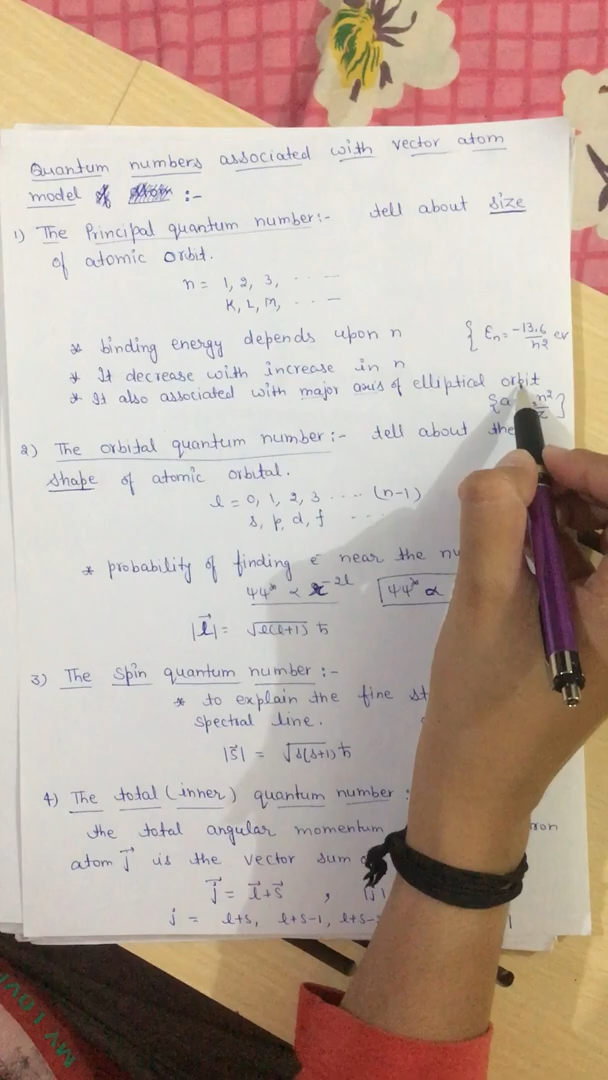 Quantum numbers associated with vector atom
model :-
1) The Principal quantum number:- tell about size
of atomic orbit.
n = 1, 2, 3, ... —
K, L, M, ... —
* binding energy depends upon n { En = -13.6/n² ev
* It decrease with increase in n
* It also associated with major axis of elliptical orbit
{a n²/z }
2) The orbital quantum number:- tell about the
shape of atomic orbital.
l = 0, 1, 2, 3 .... (n-1)
s, p, d, f ...
* probability of finding e⁻ near the
ψψ* ∝ r⁻²ˡ ψψ* ∝
|l⃗| = √l(l+1) ħ
3) The Spin quantum number:-
* to explain the fine
spectral line.
|s⃗| = √s(s+1) ħ
4) The total (inner) quantum number :
the total angular momentum
atom J⃗ is the vector sum
J⃗ = l⃗+s⃗ , |J|
j = l+s, l+s-1, l+s-
MY I